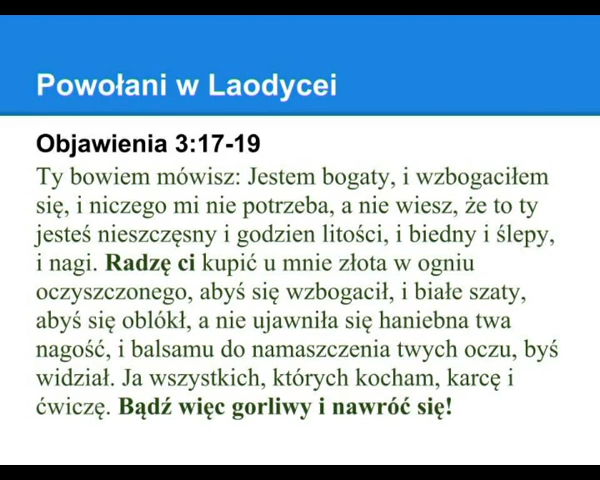 Powołani w Laodycei
Objawienia 3:17-19
Ty bowiem mówisz: Jestem bogaty, i wzbogaciłem
się, i niczego mi nie potrzeba, a nie wiesz, że to ty
jesteś nieszczęsny i godzien litości, i biedny i ślepy,
i nagi. Radzę ci kupić u mnie złota w ogniu
oczyszczonego, abyś się wzbogacił, i białe szaty,
abyś się oblókł, a nie ujawniła się haniebna twa
nagość, i balsamu do namaszczenia twych oczu, byś
widział. Ja wszystkich, których kocham, karcę i
ćwiczę. Bądź więc gorliwy i nawróć się!